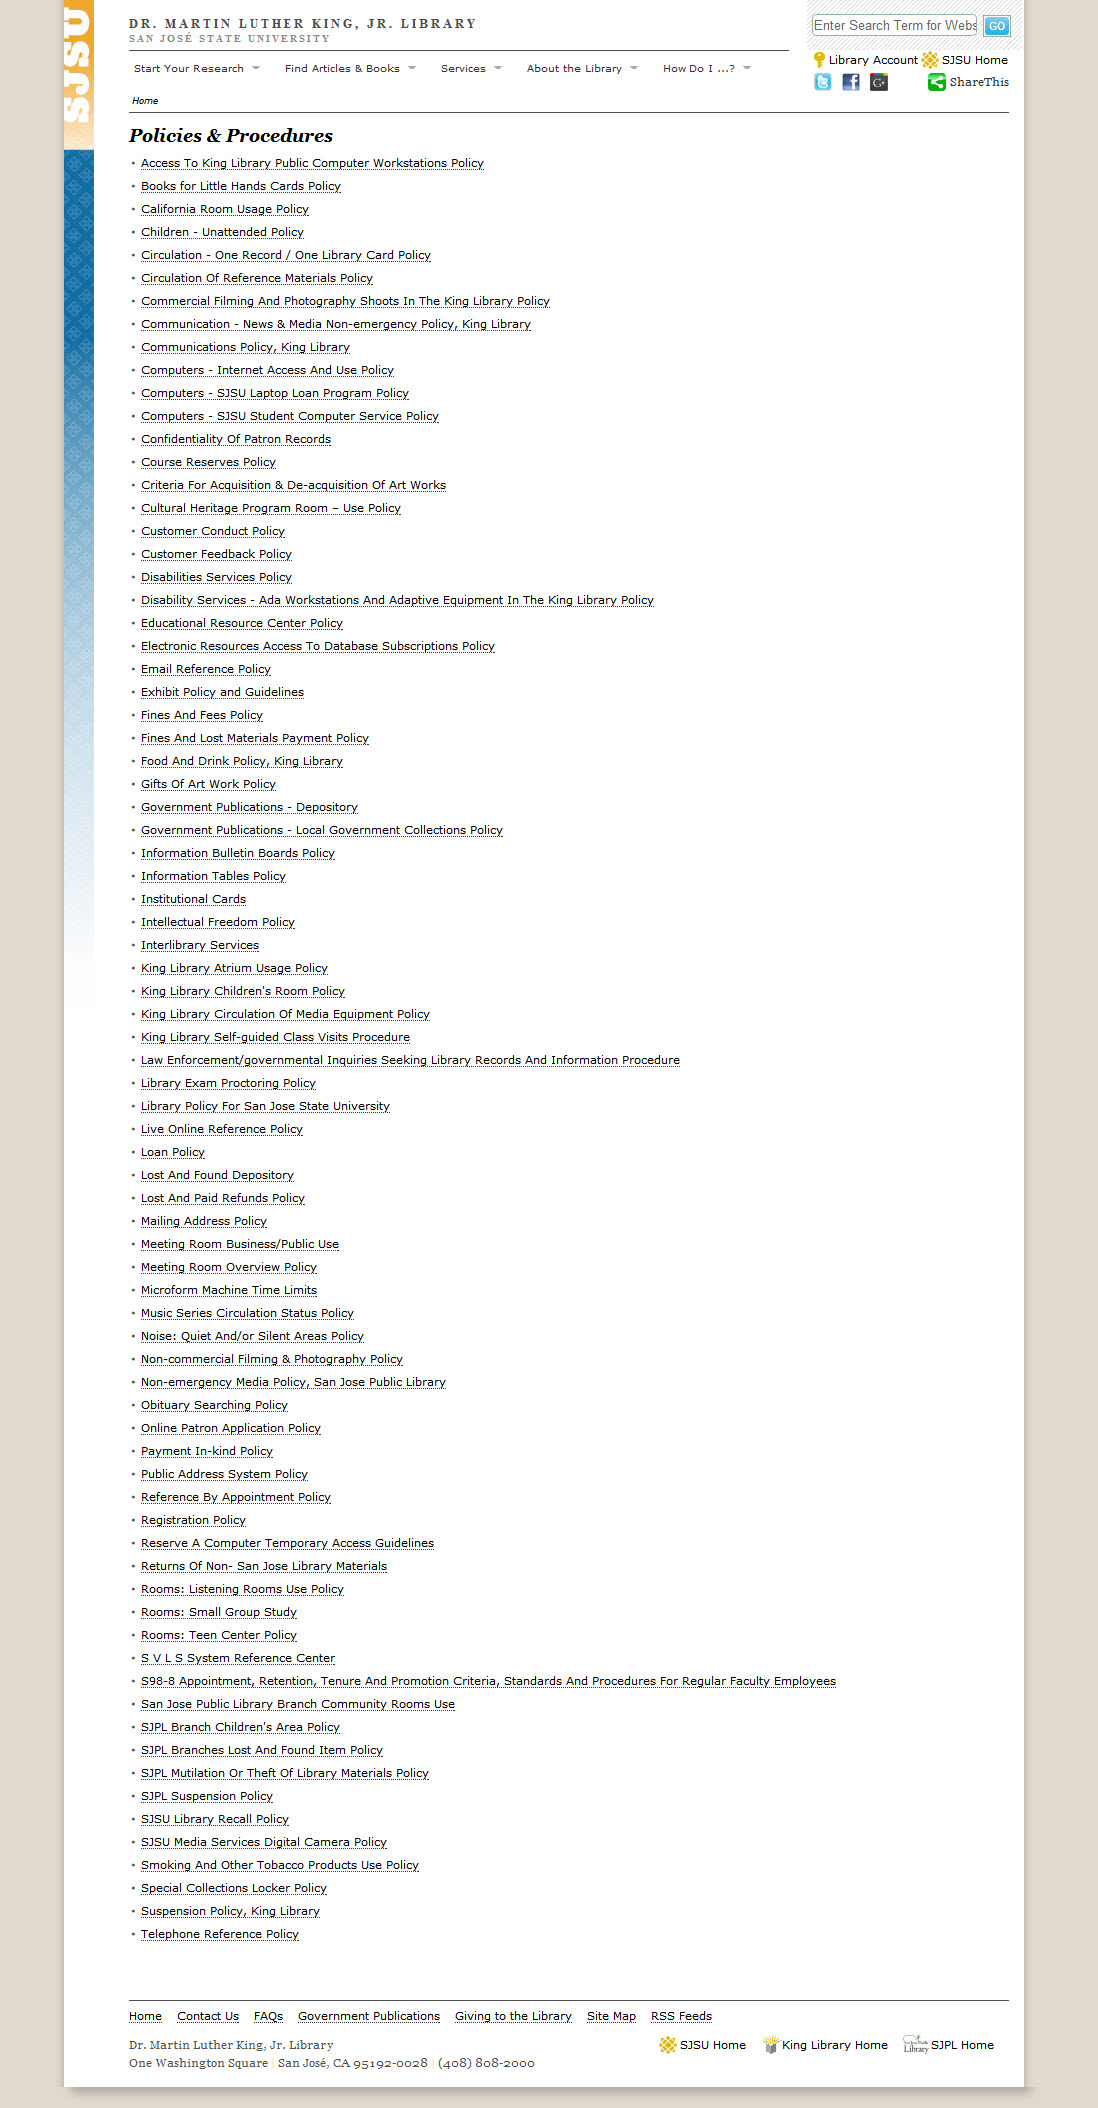 SJSU
DR. MARTIN LUTHER KING, JR. LIBRARY
SAN JOSÉ STATE UNIVERSITY
Enter Search Term for Webs
GO
Start Your Research
Find Articles & Books
Services
About the Library
How Do I ...?
Library Account
SJSU Home
ShareThis
Home
Policies & Procedures
• Access To King Library Public Computer Workstations Policy
• Books for Little Hands Cards Policy
• California Room Usage Policy
• Children - Unattended Policy
• Circulation - One Record / One Library Card Policy
• Circulation Of Reference Materials Policy
• Commercial Filming And Photography Shoots In The King Library Policy
• Communication - News & Media Non-emergency Policy, King Library
• Communications Policy, King Library
• Computers - Internet Access And Use Policy
• Computers - SJSU Laptop Loan Program Policy
• Computers - SJSU Student Computer Service Policy
• Confidentiality Of Patron Records
• Course Reserves Policy
• Criteria For Acquisition & De-acquisition Of Art Works
• Cultural Heritage Program Room – Use Policy
• Customer Conduct Policy
• Customer Feedback Policy
• Disabilities Services Policy
• Disability Services - Ada Workstations And Adaptive Equipment In The King Library Policy
• Educational Resource Center Policy
• Electronic Resources Access To Database Subscriptions Policy
• Email Reference Policy
• Exhibit Policy and Guidelines
• Fines And Fees Policy
• Fines And Lost Materials Payment Policy
• Food And Drink Policy, King Library
• Gifts Of Art Work Policy
• Government Publications - Depository
• Government Publications - Local Government Collections Policy
• Information Bulletin Boards Policy
• Information Tables Policy
• Institutional Cards
• Intellectual Freedom Policy
• Interlibrary Services
• King Library Atrium Usage Policy
• King Library Children's Room Policy
• King Library Circulation Of Media Equipment Policy
• King Library Self-guided Class Visits Procedure
• Law Enforcement/governmental Inquiries Seeking Library Records And Information Procedure
• Library Exam Proctoring Policy
• Library Policy For San Jose State University
• Live Online Reference Policy
• Loan Policy
• Lost And Found Depository
• Lost And Paid Refunds Policy
• Mailing Address Policy
• Meeting Room Business/Public Use
• Meeting Room Overview Policy
• Microform Machine Time Limits
• Music Series Circulation Status Policy
• Noise: Quiet And/or Silent Areas Policy
• Non-commercial Filming & Photography Policy
• Non-emergency Media Policy, San Jose Public Library
• Obituary Searching Policy
• Online Patron Application Policy
• Payment In-kind Policy
• Public Address System Policy
• Reference By Appointment Policy
• Registration Policy
• Reserve A Computer Temporary Access Guidelines
• Returns Of Non- San Jose Library Materials
• Rooms: Listening Rooms Use Policy
• Rooms: Small Group Study
• Rooms: Teen Center Policy
• S V L S System Reference Center
• S98-8 Appointment, Retention, Tenure And Promotion Criteria, Standards And Procedures For Regular Faculty Employees
• San Jose Public Library Branch Community Rooms Use
• SJPL Branch Children's Area Policy
• SJPL Branches Lost And Found Item Policy
• SJPL Mutilation Or Theft Of Library Materials Policy
• SJPL Suspension Policy
• SJSU Library Recall Policy
• SJSU Media Services Digital Camera Policy
• Smoking And Other Tobacco Products Use Policy
• Special Collections Locker Policy
• Suspension Policy, King Library
• Telephone Reference Policy
Home Contact Us FAQs Government Publications Giving to the Library Site Map RSS Feeds
Dr. Martin Luther King, Jr. Library
One Washington Square | San José, CA 95192-0028 | (408) 808-2000
SJSU Home
King Library Home
Library
SJPL Home